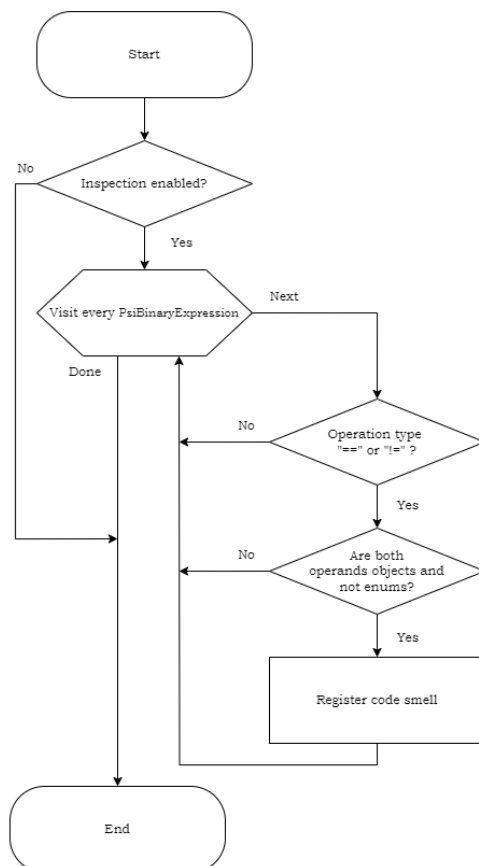 Start
No
Inspection enabled?
Yes
Visit every PsiBinaryExpression
Next
Done
No
Operation type
"==" or "!=" ?
Yes
No
Are both
operands objects and
not enums?
Yes
Register code smell
End